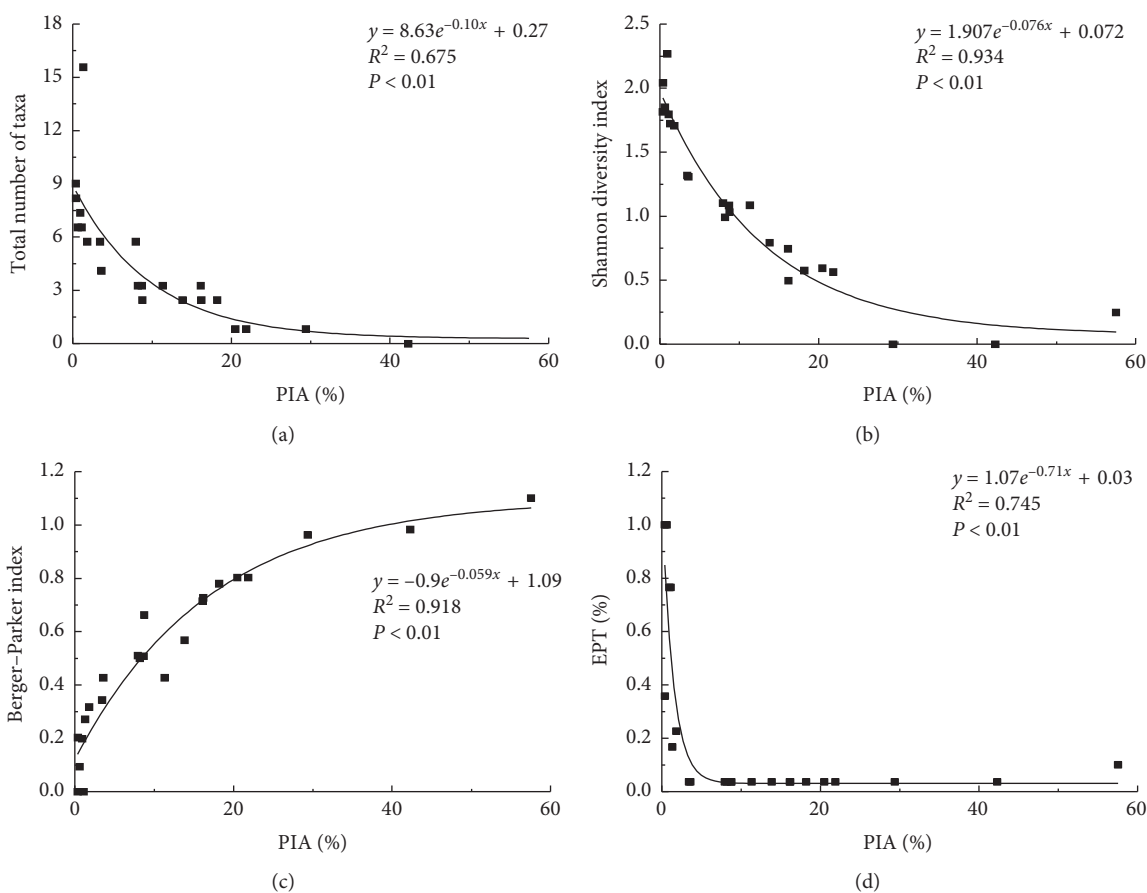 18
15
12
9
6
3
0
Total number of taxa
y = 8.63e^{−0.10x} + 0.27
R² = 0.675
P < 0.01
0 20 40 60
PIA (%)
(a)
2.5
2.0
1.5
1.0
0.5
0.0
Shannon diversity index
y = 1.907e^{−0.076x} + 0.072
R² = 0.934
P < 0.01
0 20 40 60
PIA (%)
(b)
1.2
1.0
0.8
0.6
0.4
0.2
0.0
Berger–Parker index
y = −0.9e^{−0.059x} + 1.09
R² = 0.918
P < 0.01
0 20 40 60
PIA (%)
(c)
1.2
1.0
0.8
0.6
0.4
0.2
0.0
EPT (%)
y = 1.07e^{−0.71x} + 0.03
R² = 0.745
P < 0.01
0 20 40 60
PIA (%)
(d)